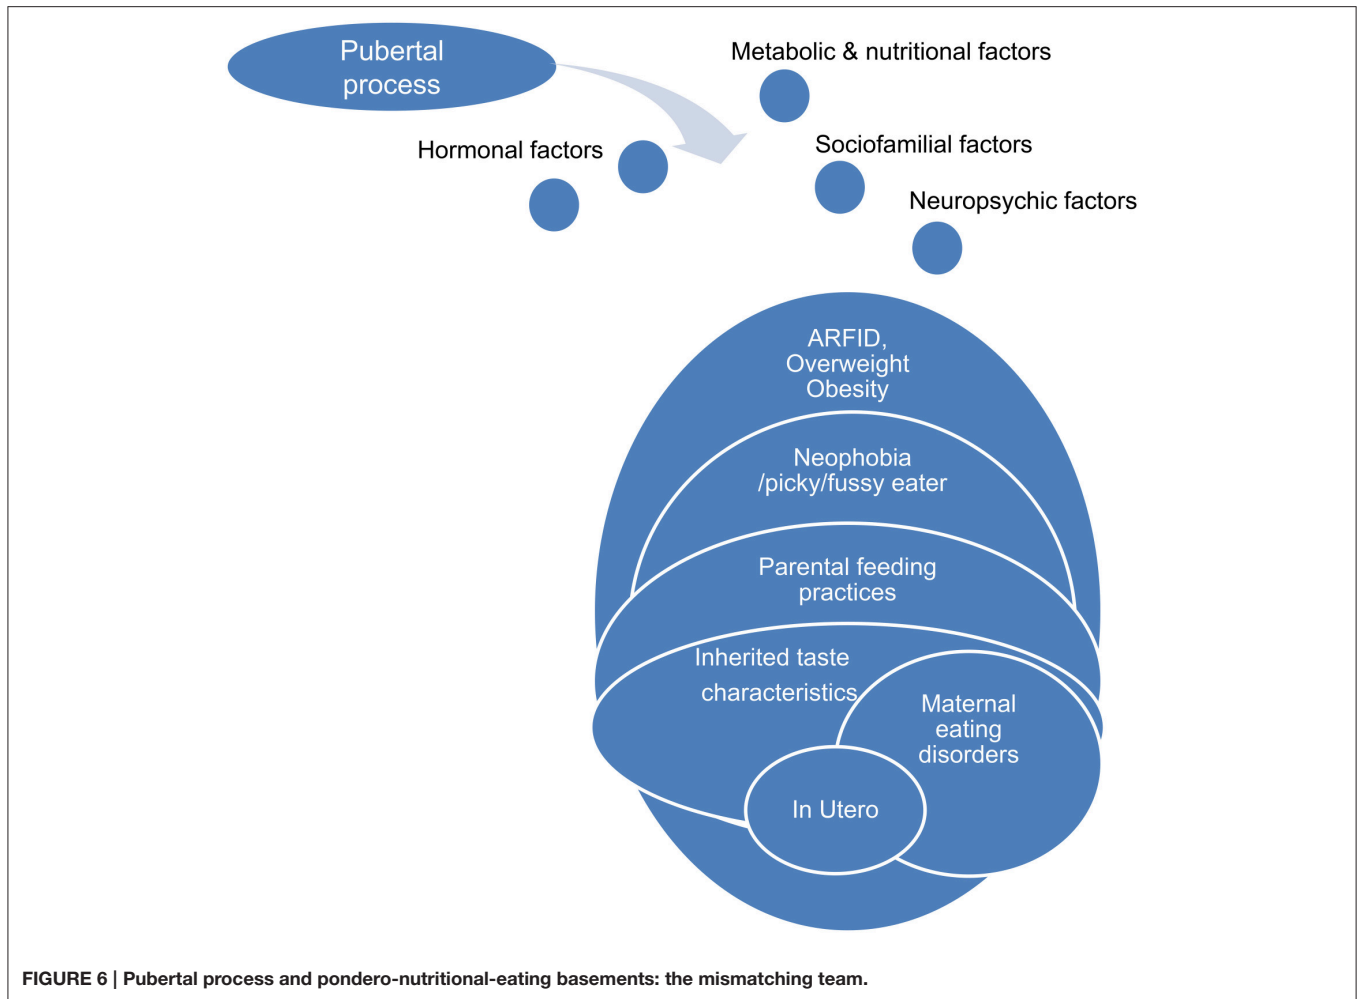 Pubertal
process
Metabolic & nutritional factors
Hormonal factors
Sociofamilial factors
Neuropsychic factors
ARFID,
Overweight
Obesity
Neophobia
/picky/fussy eater
Parental feeding
practices
Inherited taste
characteristics
Maternal
eating
disorders
In Utero
FIGURE 6 | Pubertal process and pondero-nutritional-eating basements: the mismatching team.